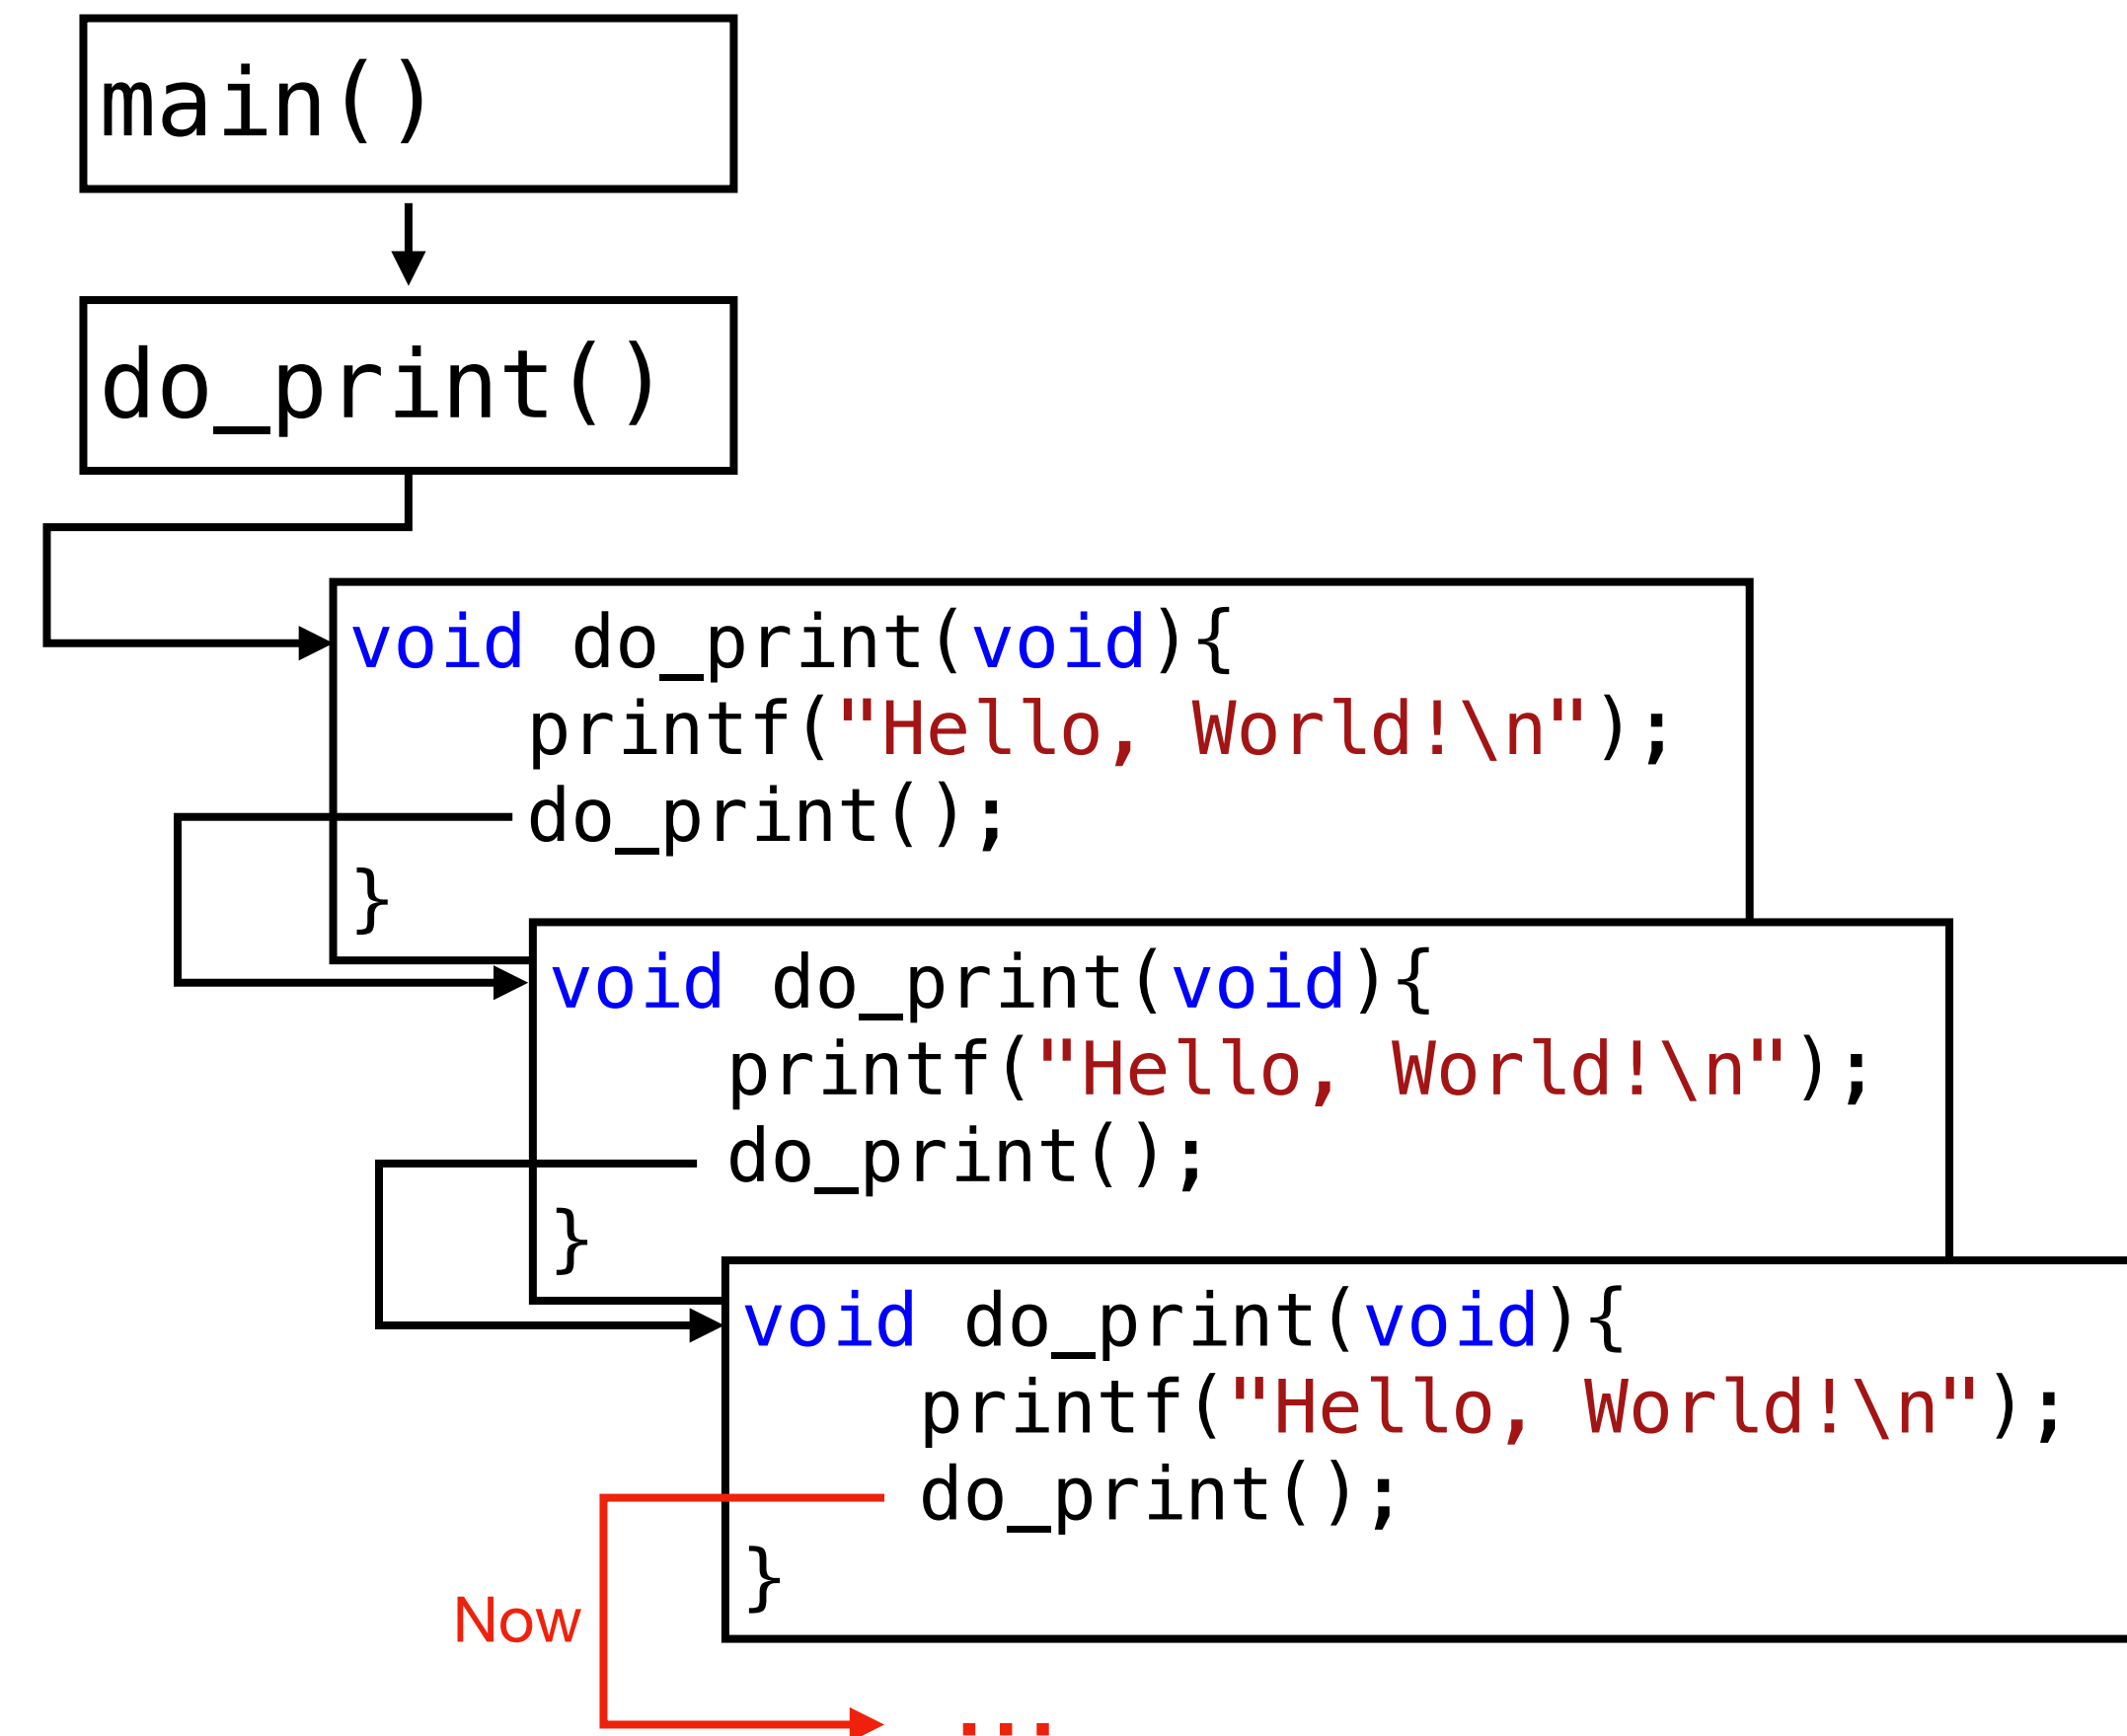 main()
do_print()
void do_print(void){
    printf("Hello, World!\n");
    do_print();
}
void do_print(void){
    printf("Hello, World!\n");
    do_print();
}
void do_print(void){
    printf("Hello, World!\n");
    do_print();
}
Now
...